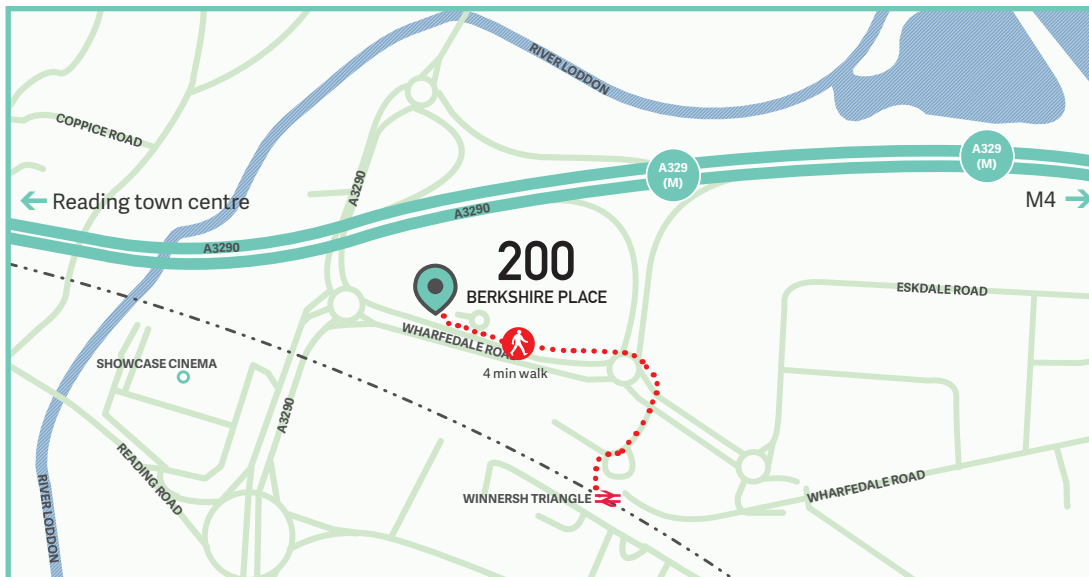 RIVER LODDON
COPPICE ROAD
A329
(M)
A329
(M)
A3290
Reading town centre
M4
A3290
A3290
200
BERKSHIRE PLACE
ESKDALE ROAD
WHARFEDALE ROAD
SHOWCASE CINEMA
4 min walk
A3290
READING ROAD
WINNERSH TRIANGLE
WHARFEDALE ROAD
RIVER LODDON